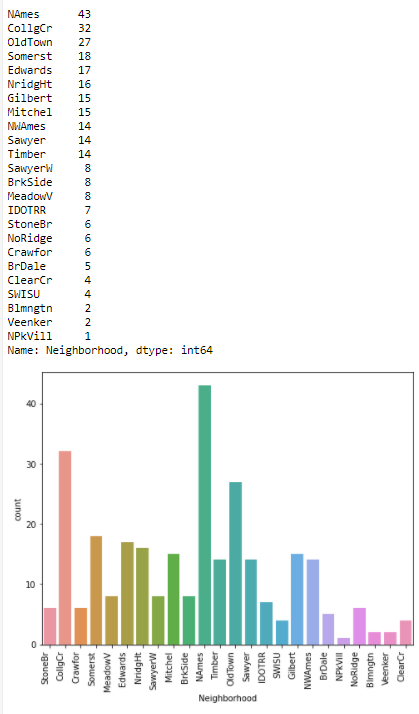 NAmes 43
CollgCr 32
OldTown 27
Somerst 18
Edwards 17
NridgHt 16
Gilbert 15
Mitchel 15
NWAmes 14
Sawyer 14
Timber 14
SawyerW 8
BrkSide 8
MeadowV 8
IDOTRR 7
StoneBr 6
NoRidge 6
Crawfor 6
BrDale 5
ClearCr 4
SWISU 4
Blmngtn 2
Veenker 2
NPkVill 1
Name: Neighborhood, dtype: int64
40
30
20
10
0
count
StoneBr
CollgCr
Crawfor
Somerst
MeadowV
Edwards
NridgHt
SawyerW
Mitchel
BrkSide
NAmes
Timber
OldTown
Sawyer
IDOTRR
SWISU
Gilbert
NWAmes
BrDale
NPkVill
NoRidge
Blmngtn
Veenker
ClearCr
Neighborhood